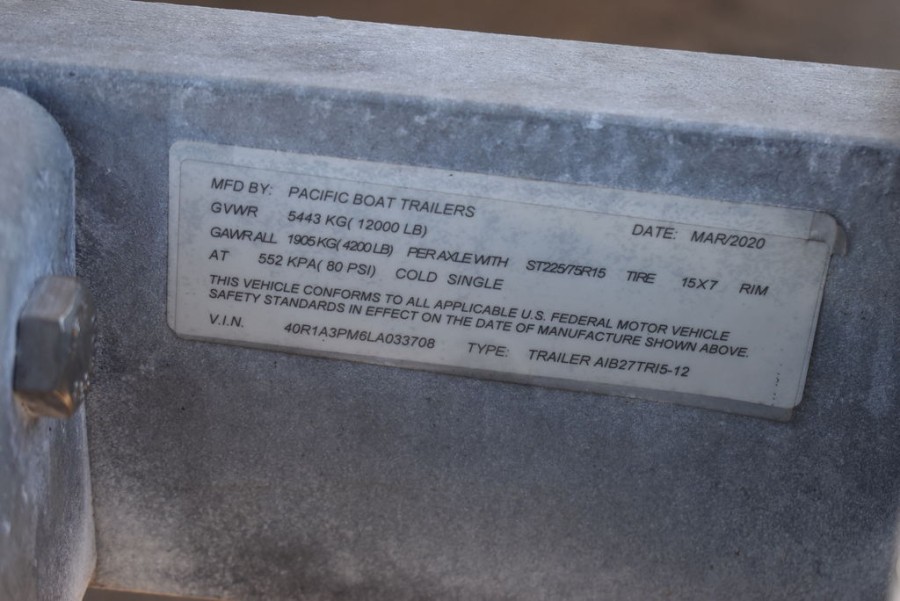 MFD BY: PACIFIC BOAT TRAILERS DATE: MAR/2020
GVWR 5443 KG( 12000 LB)
GAWR ALL 1905 KG( 4200 LB) PER AXLE WITH ST225/75R15 TIRE 15X7 RIM
AT 552 KPA( 80 PSI) COLD SINGLE
THIS VEHICLE CONFORMS TO ALL APPLICABLE U.S. FEDERAL MOTOR VEHICLE
SAFETY STANDARDS IN EFFECT ON THE DATE OF MANUFACTURE SHOWN ABOVE.
V.I.N. 40R1A3PM6LA033708 TYPE: TRAILER AIB27TRI5-12